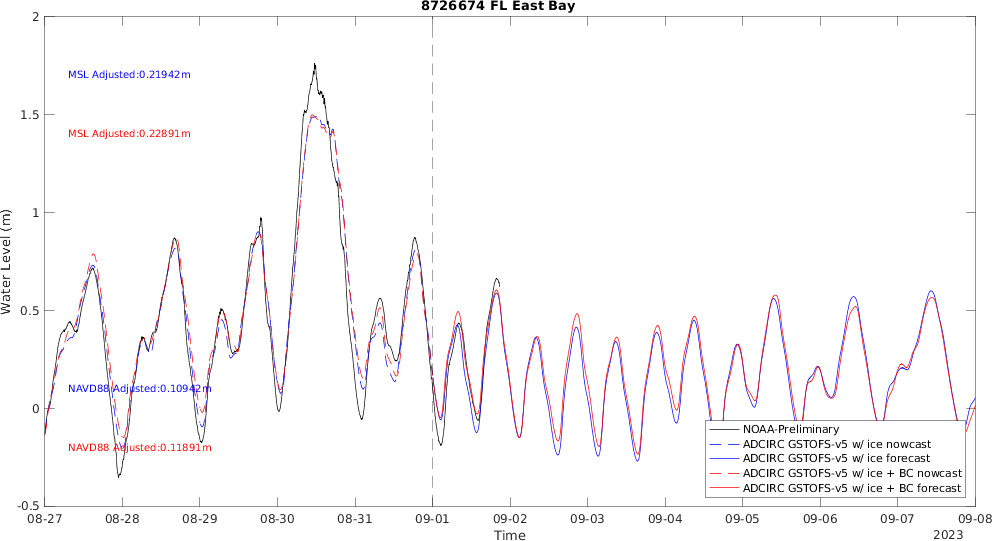 8726674 FL East Bay
2
1.5
1
0.5
0
-0.5
Water Level (m)
MSL Adjusted:0.21942m
MSL Adjusted:0.22891m
NAVD88 Adjusted:0.10942m
NAVD88 Adjusted:0.11891m
NOAA-Preliminary
ADCIRC GSTOFS-v5 w/ ice nowcast
ADCIRC GSTOFS-v5 w/ ice forecast
ADCIRC GSTOFS-v5 w/ ice + BC nowcast
ADCIRC GSTOFS-v5 w/ ice + BC forecast
08-27 08-28 08-29 08-30 08-31 09-01 09-02 09-03 09-04 09-05 09-06 09-07 09-08
Time
2023